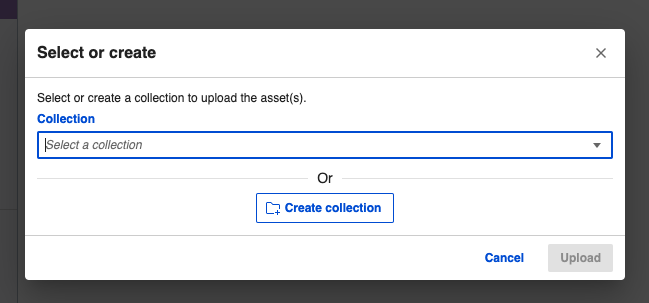 Select or create
Select or create a collection to upload the asset(s).
Collection
Select a collection
Or
Create collection
Cancel
Upload